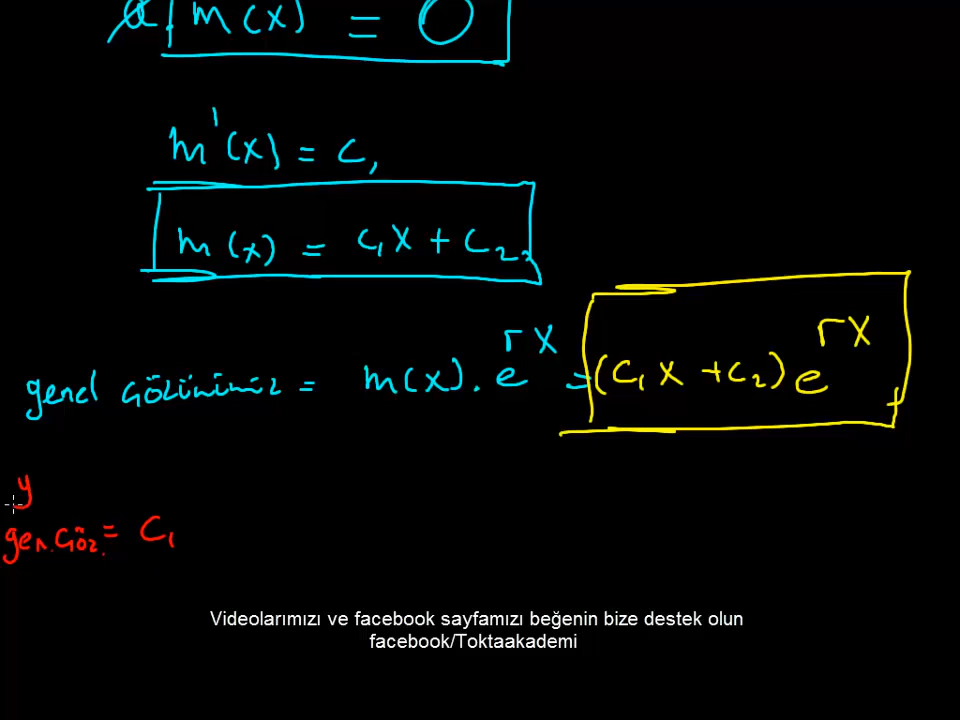 a. m(x) = 0
m'(x) = c₁
m(x) = c₁x + c₂
genel çözümümüz = m(x).e^rx = (c₁x + c₂)e^rx
y
gen.çöz. = c₁
Videolarımızı ve facebook sayfamızı beğenin bize destek olun
facebook/Toktaakademi